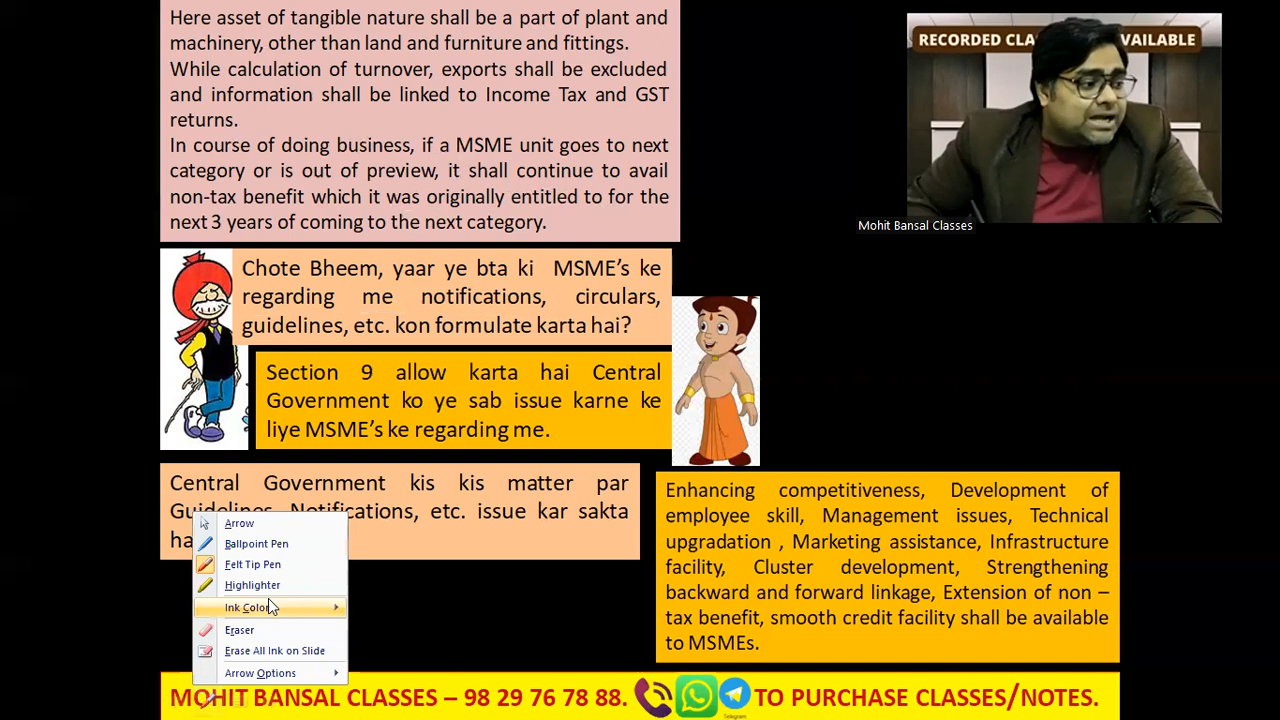 Here asset of tangible nature shall be a part of plant and
machinery, other than land and furniture and fittings.
While calculation of turnover, exports shall be excluded
and information shall be linked to Income Tax and GST
returns.
In course of doing business, if a MSME unit goes to next
category or is out of preview, it shall continue to avail
non-tax benefit which it was originally entitled to for the
next 3 years of coming to the next category.
RECORDED CLA
VAILABLE
Mohit Bansal Classes
Chote Bheem, yaar ye bta ki MSME's ke
regarding me notifications, circulars,
guidelines, etc. kon formulate karta hai?
Section 9 allow karta hai Central
Government ko ye sab issue karne ke
liye MSME's ke regarding me.
Central Government kis kis matter par
Guidelines, Notifications, etc. issue kar sakta
ha
Arrow
Ballpoint Pen
Felt Tip Pen
Highlighter
Ink Colo
Eraser
Erase All Ink on Slide
Arrow Options
Enhancing competitiveness, Development of
employee skill, Management issues, Technical
upgradation , Marketing assistance, Infrastructure
facility, Cluster development, Strengthening
backward and forward linkage, Extension of non –
tax benefit, smooth credit facility shall be available
to MSMEs.
MOHIT BANSAL CLASSES – 98 29 76 78 88.
Telegram
TO PURCHASE CLASSES/NOTES.